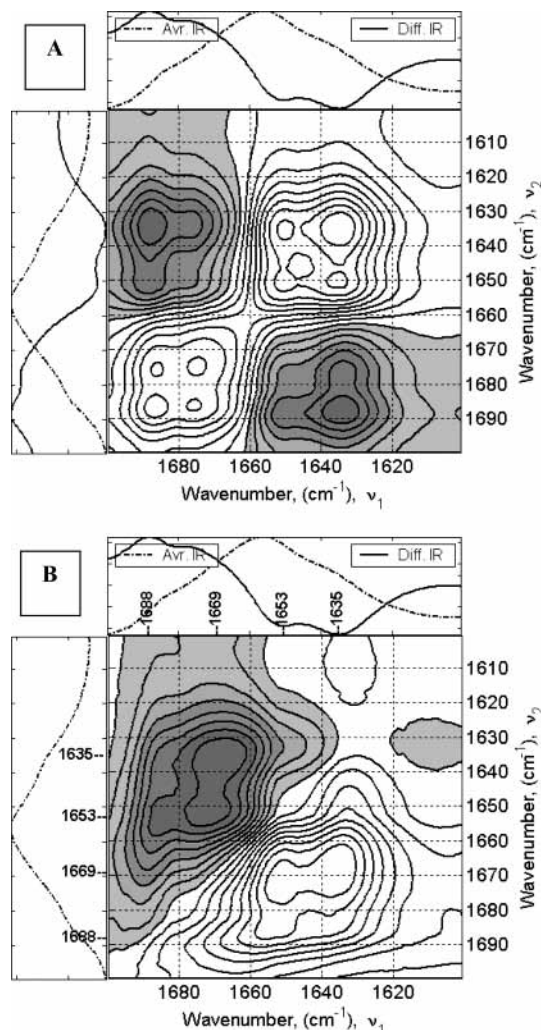 A
Avr. IR
Diff. IR
1610
1620
1630
1640
1650
1660
1670
1680
1690
Wavenumber, (cm-1), ν2
1680 1660 1640 1620
Wavenumber, (cm-1), ν1
B
Avr. IR
Diff. IR
1688
1669
1653
1635
1635
1653
1669
1688
1610
1620
1630
1640
1650
1660
1670
1680
1690
Wavenumber, (cm-1), ν2
1680 1660 1640 1620
Wavenumber, (cm-1), ν1